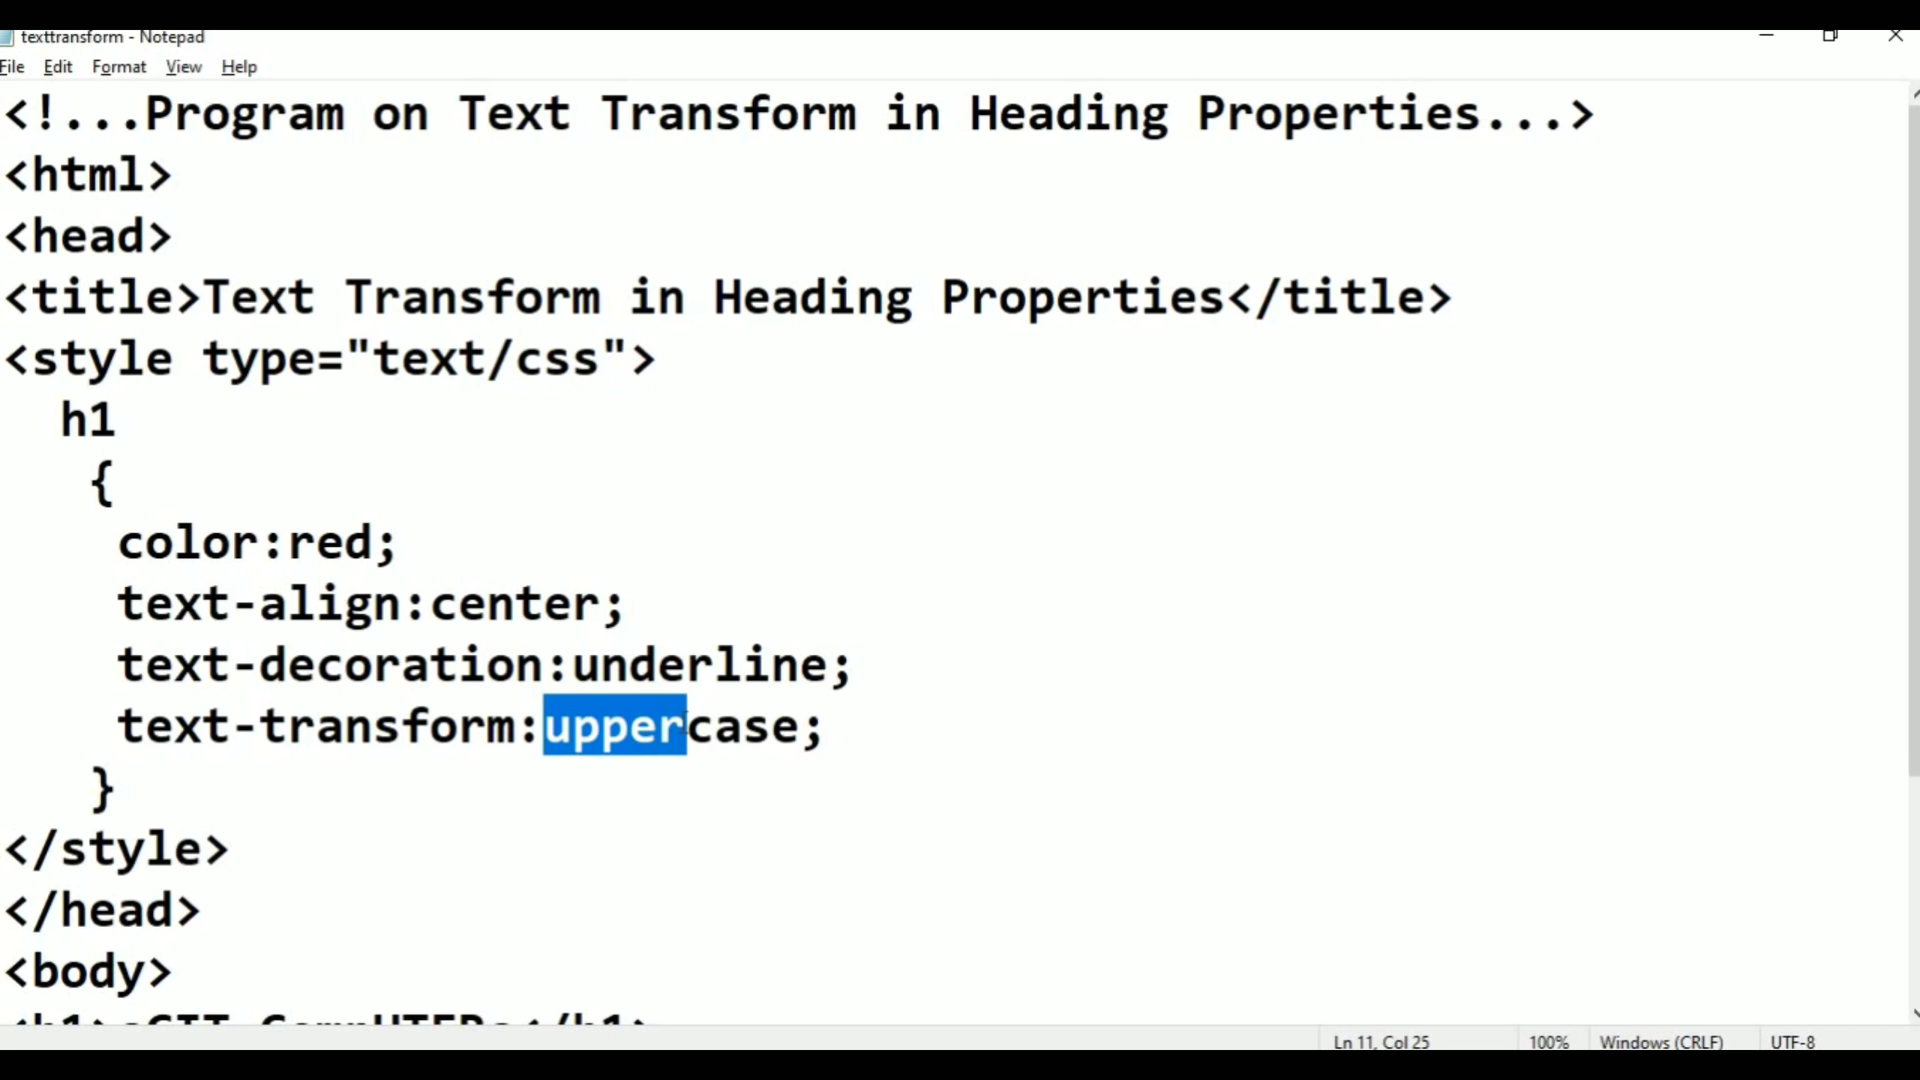 texttransform - Notepad
File Edit Format View Help
<!...Program on Text Transform in Heading Properties...>
<html>
<head>
<title>Text Transform in Heading Properties</title>
<style type="text/css">
h1
{
color:red;
text-align:center;
text-decoration:underline;
text-transform:uppercase;
}
</style>
</head>
<body>
Ln 11, Col 25 100% Windows (CRLF) UTF-8